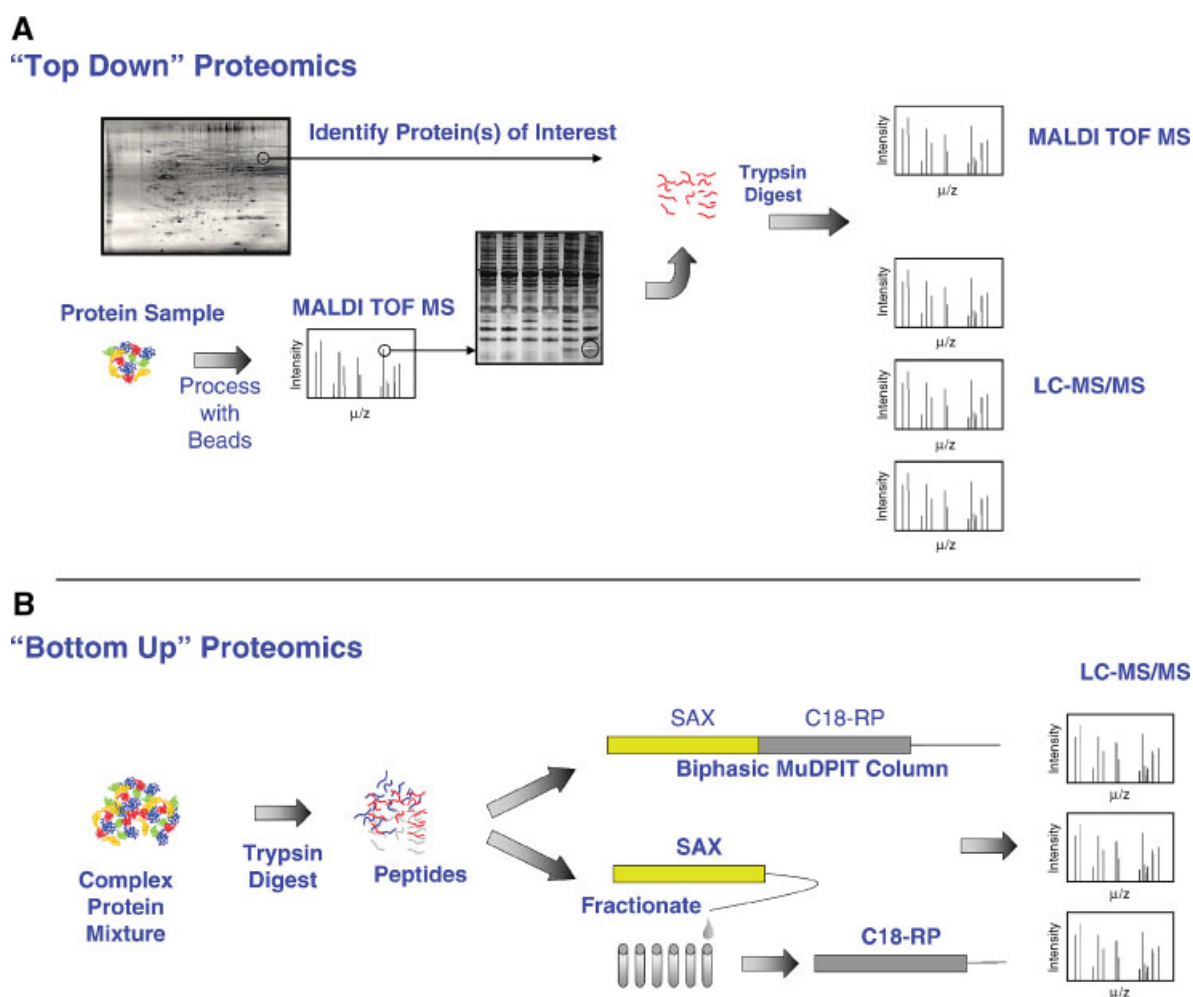 A
“Top Down” Proteomics
Identify Protein(s) of Interest
Trypsin
Digest
Intensity
μ/z
MALDI TOF MS
Protein Sample
Process
with
Beads
MALDI TOF MS
Intensity
μ/z
Intensity
μ/z
Intensity
μ/z
LC-MS/MS
Intensity
μ/z
B
“Bottom Up” Proteomics
Complex
Protein
Mixture
Trypsin
Digest
Peptides
SAX
C18-RP
Biphasic MuDPIT Column
SAX
Fractionate
C18-RP
LC-MS/MS
Intensity
μ/z
Intensity
μ/z
Intensity
μ/z